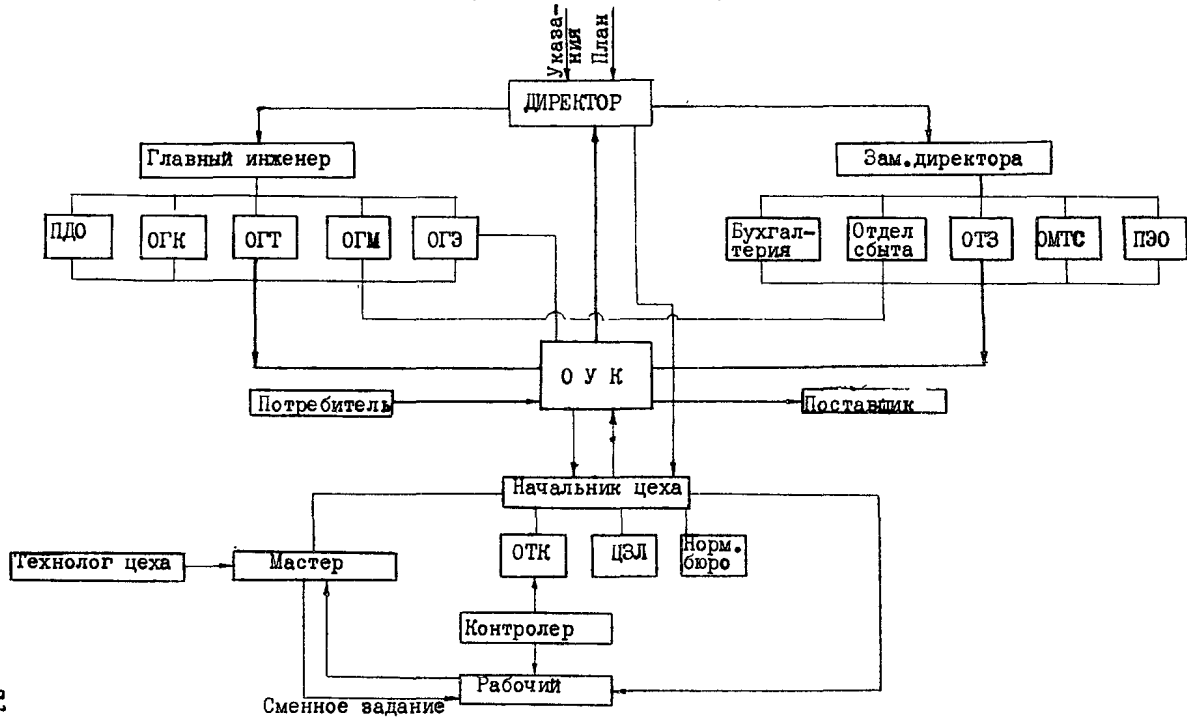 Указа-
ния
План
ДИРЕКТОР
Главный инженер
Зам.директора
ПДО
ОГК
ОГТ
ОГМ
ОГЭ
Бухгал-
терия
Отдел
сбыта
ОТЗ
ОМТС
ПЭО
О У К
Потребитель
Поставщик
Начальник цеха
Технолог цеха
Мастер
ОТК
ЦЗЛ
Норм.
бюро
Контролер
Рабочий
Сменное задание